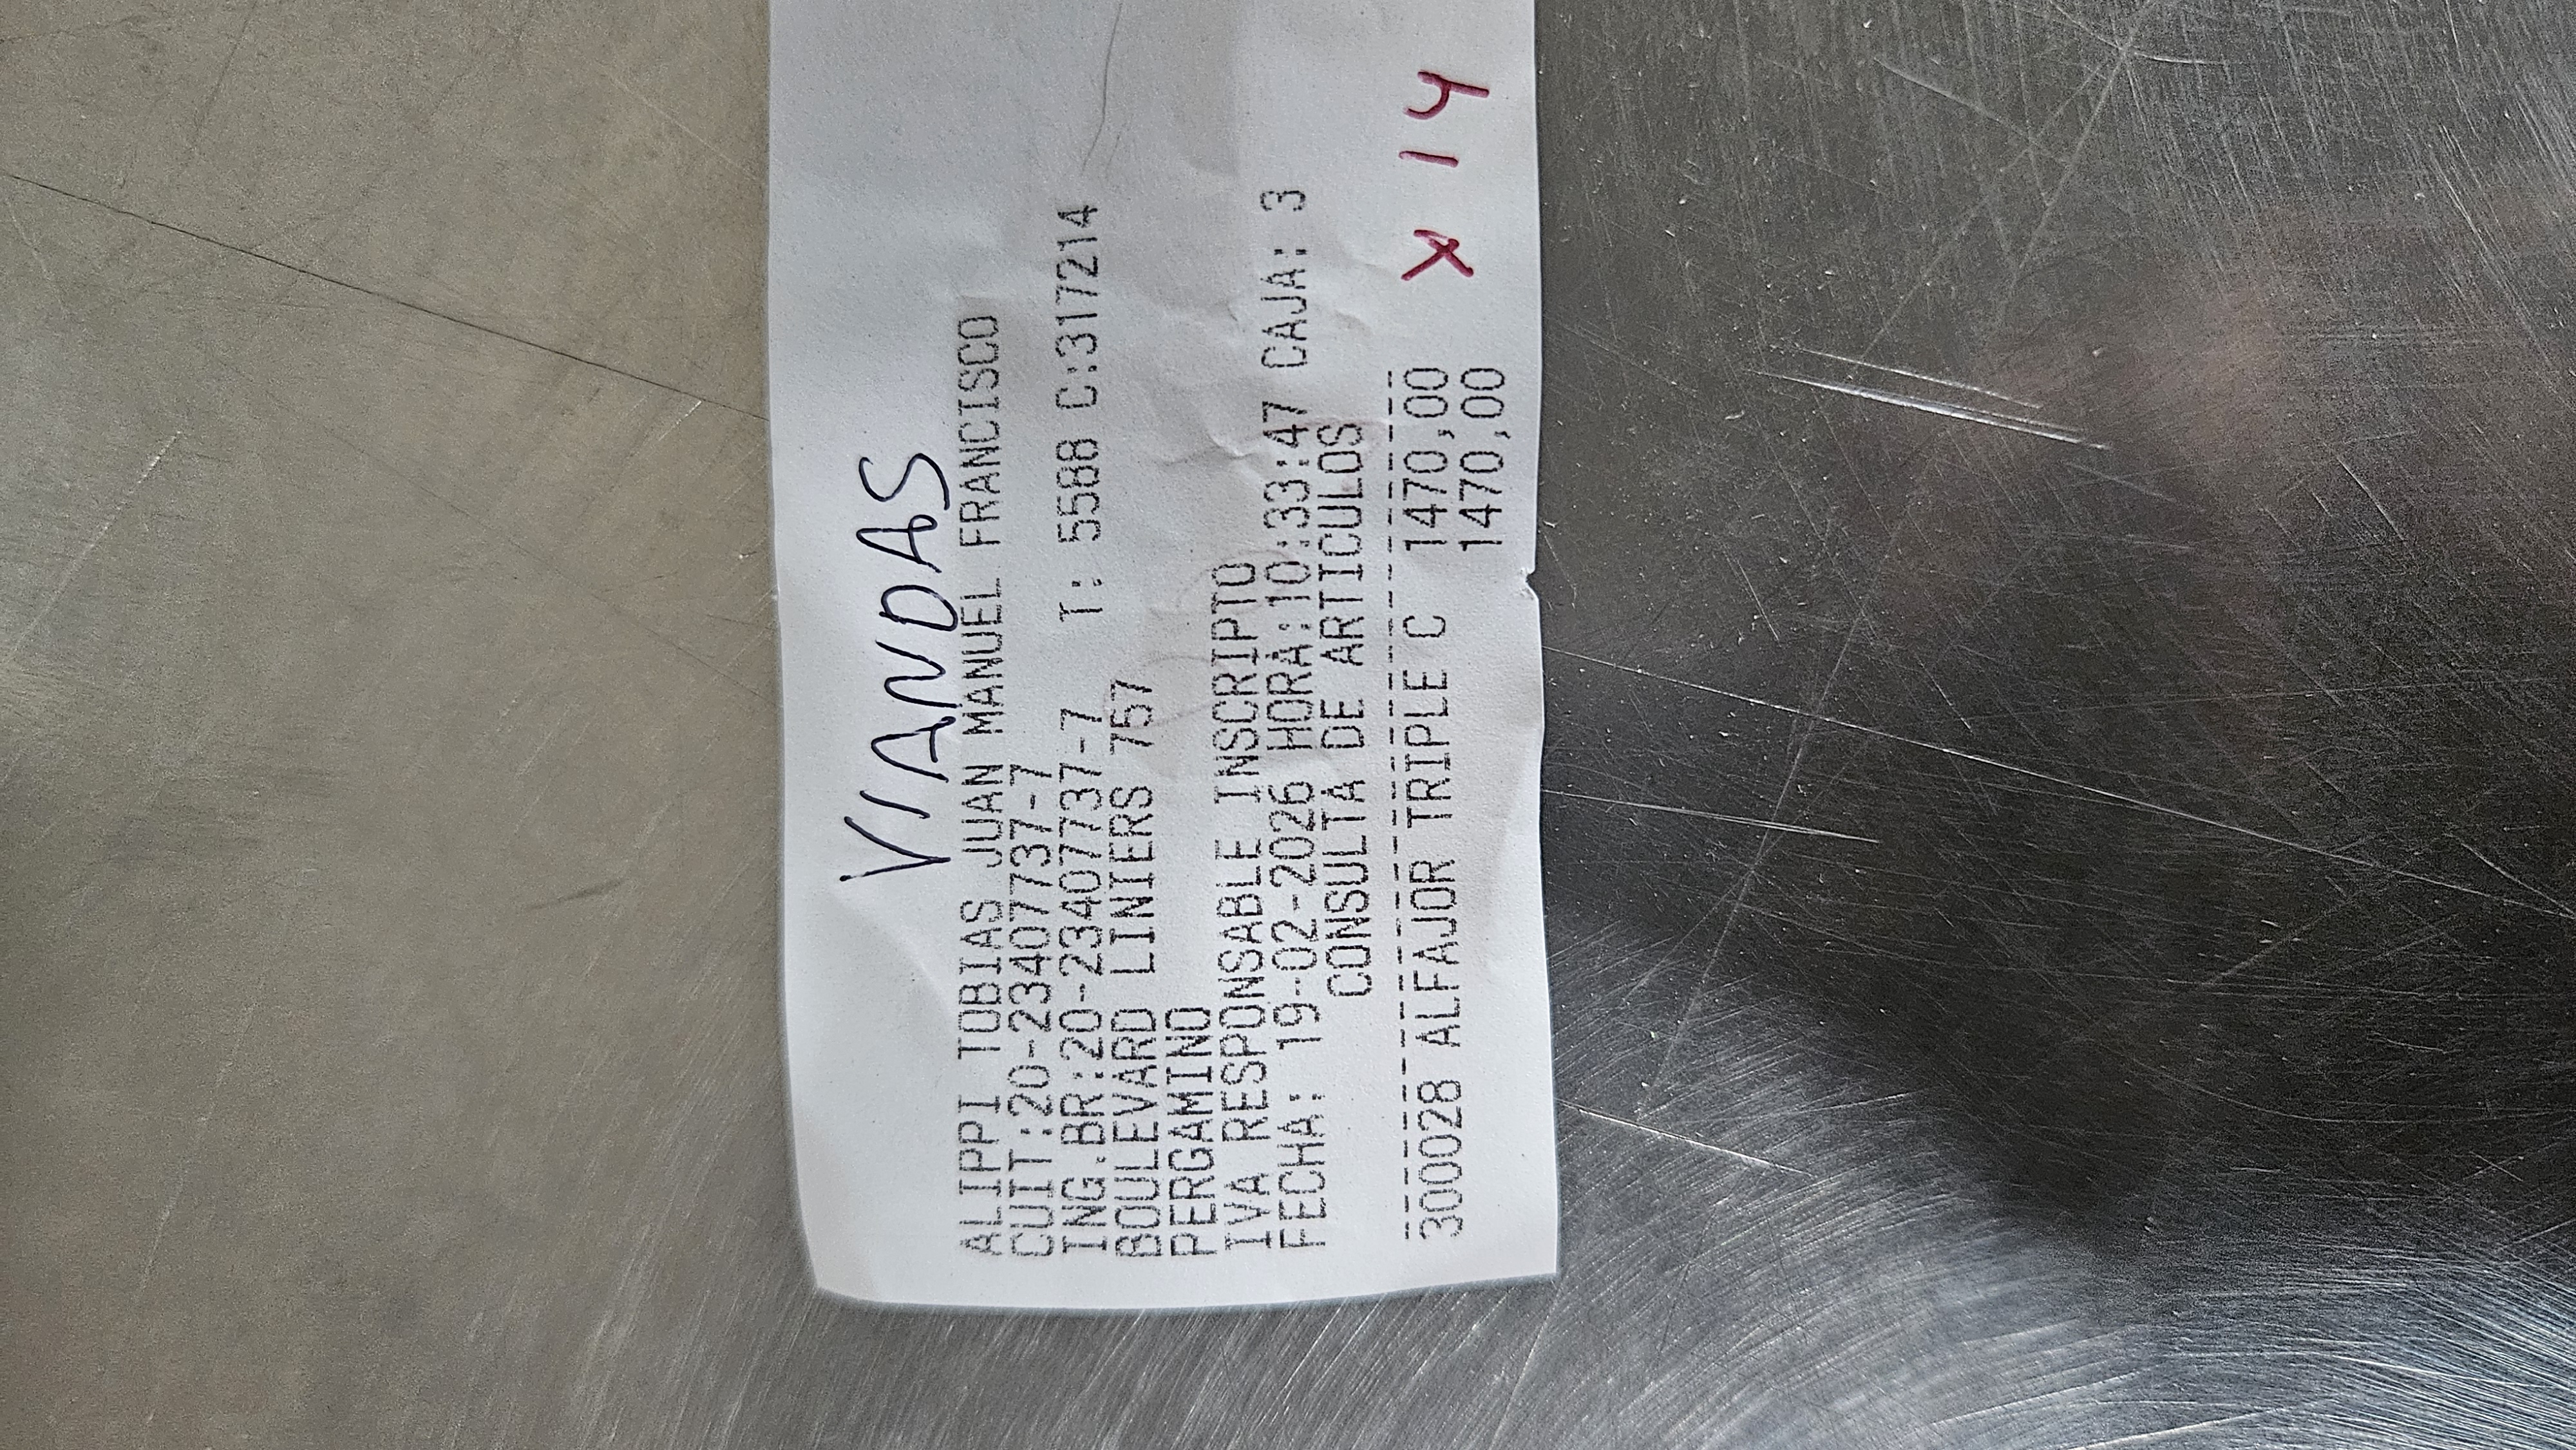 VIANDAS
ALIPPI TOBIAS JUAN MANUEL FRANCISCO
CUIT:20-23407737-7
ING.BR:20-23407737-7 T: 5588 C:317214
BOULEVARD LINIERS 757
PERGAMINO
IVA RESPONSABLE INSCRIPTO
FECHA: 19-02-2026 HORA:10:33:47 CAJA: 3
CONSULTA DE ARTICULOS
300028 ALFAJOR TRIPLE C 1470,00 X 14
1470,00